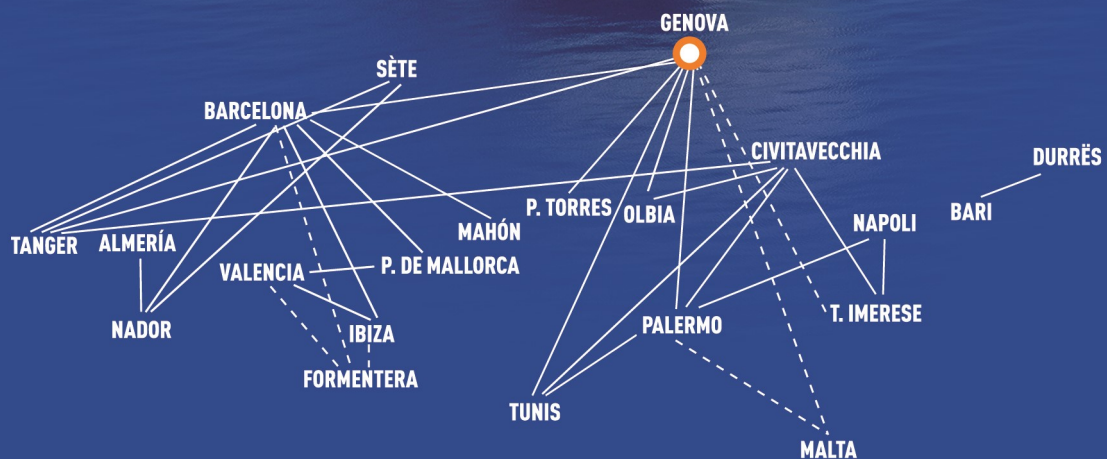 GENOVA
SÈTE
BARCELONA
CIVITAVECCHIA
DURRËS
P. TORRES
OLBIA
BARI
NAPOLI
MAHÓN
TANGER
ALMERÍA
VALENCIA
P. DE MALLORCA
T. IMERESE
PALERMO
NADOR
IBIZA
FORMENTERA
TUNIS
MALTA